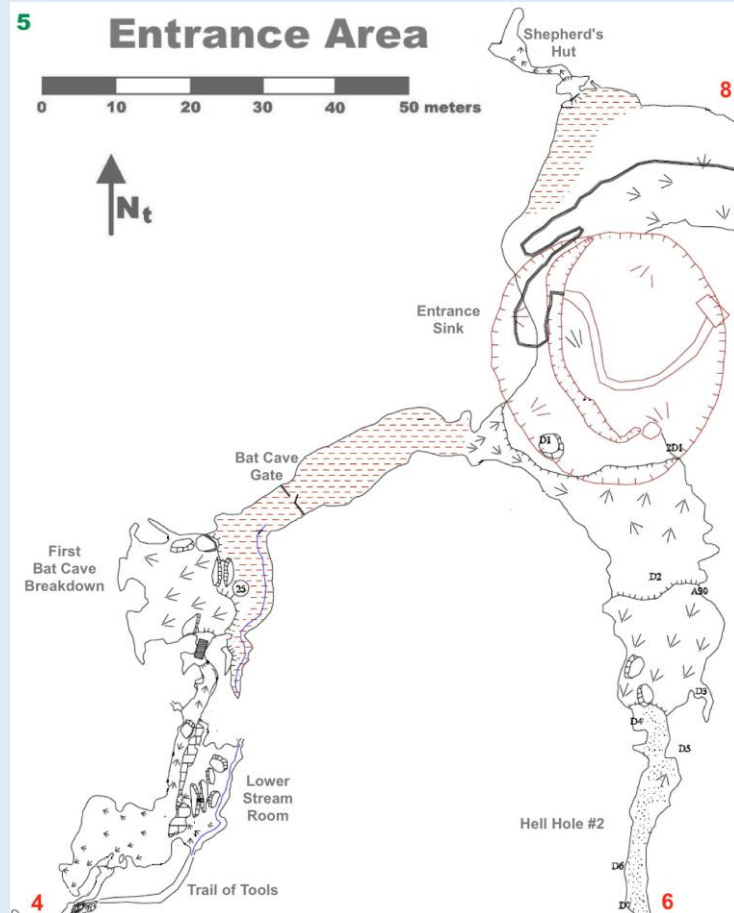 5
Entrance Area
0 10 20 30 40 50 meters
Nt
Shepherd's
Hut
8
Entrance
Sink
D1
2D1
Bat Cave
Gate
First
Bat Cave
Breakdown
25
D2
A30
D3
D4
D5
Lower
Stream
Room
Hell Hole #2
D6
Trail of Tools
4
6